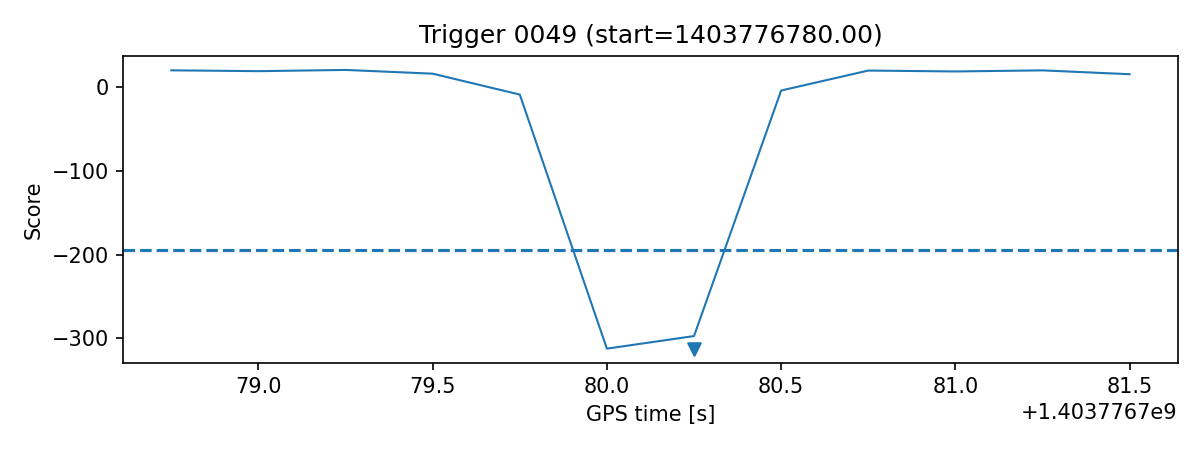 Trigger 0049 (start=1403776780.00)
Score
0
−100
−200
−300
79.0 79.5 80.0 80.5 81.0 81.5
GPS time [s]
+1.4037767e9